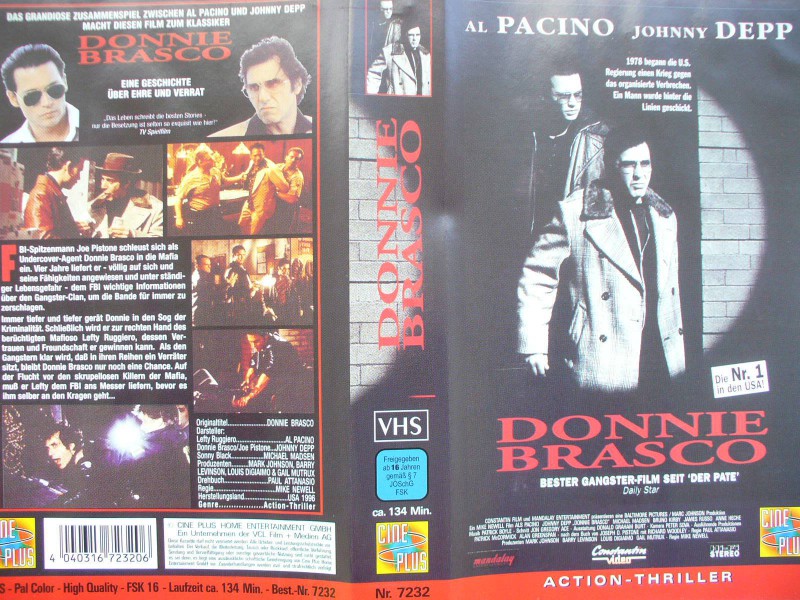 DAS GRANDIOSE ZUSAMMENSPIEL ZWISCHEN AL PACINO UND JOHNNY DEPP
MACHT DIESEN FILM ZUM KLASSIKER
DONNIE
BRASCO
EINE GESCHICHTE
ÜBER EHRE UND VERRAT
„Das Leben schreibt die besten Stories -
nur die Besetzung ist selten so exquisit wie hier!"
TV Spielfilm
FBI-Spitzenmann Joe Pistone schleust sich als
Undercover-Agent Donnie Brasco in die Mafia
ein. Vier Jahre liefert er - völlig auf sich und
seine Fähigkeiten angewiesen und unter ständi-
ger Lebensgefahr - dem FBI wichtige Informationen
über den Gangster-Clan, um die Bande für immer zu
zerschlagen.
Immer tiefer und tiefer gerät Donnie in den Sog der
Kriminalität. Schließlich wird er zur rechten Hand des
berüchtigten Mafioso Lefty Ruggiero, dessen Ver-
trauen und Freundschaft er gewinnen kann. Als den
Gangstern klar wird, daß in ihren Reihen ein Verräter
sitzt, bleibt Donnie Brasco nur noch eine Chance. Auf
der Flucht vor den skrupellosen Killern der Mafia,
muß er Lefty dem FBI ans Messer liefern, bevor es
ihm selber an den Kragen geht...
Originaltitel DONNIE BRASCO
Darsteller:
Lefty Ruggiero AL PACINO
Donnie Brasco/Joe Pistone JOHNNY DEPP
Sonny Black MICHAEL MADSEN
Produzenten MARK JOHNSON, BARRY
LEVINSON, LOUIS DIGIAIMO & GAIL MUTRUX
Drehbuch PAUL ATTANASIO
Regie MIKE NEWELL
Herstellungsland USA 1996
Genre Action-Thriller
4 040316 723206
© CINE PLUS HOME ENTERTAINMENT GMBH
Ein Unternehmen der VCL Film + Medien AG
CINE
PLUS
S - Pal Color - High Quality - FSK 16 - Laufzeit ca. 134 Min. - Best.-Nr. 7232
DONNIE
BRASCO
VHS
Freigegeben
ab 16 Jahren
gemäß § 7
JÖSchG
FSK
ca. 134 Min.
CINE
PLUS
Nr. 7232
AL PACINO JOHNNY DEPP
1978 begann die U.S.
Regierung einen Krieg gegen
das organisierte Verbrechen.
Ein Mann wurde hinter die
Linien geschickt.
Die Nr. 1
in den USA!
DONNIE
BRASCO
BESTER GANGSTER-FILM SEIT 'DER PATE'
Daily Star
mandalay
Constantin
video
STEREO
CINE
PLUS
ACTION-THRILLER